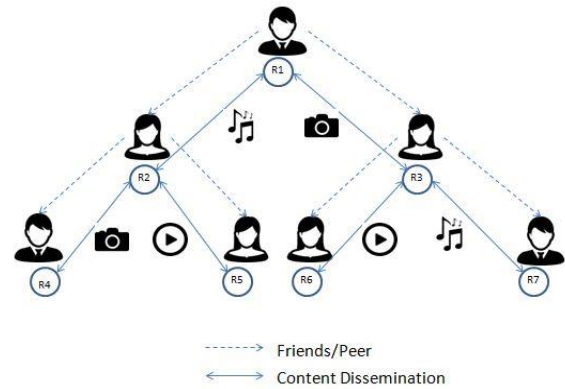 R1
R2
R3
R4
R5
R6
R7
Friends/Peer
Content Dissemination